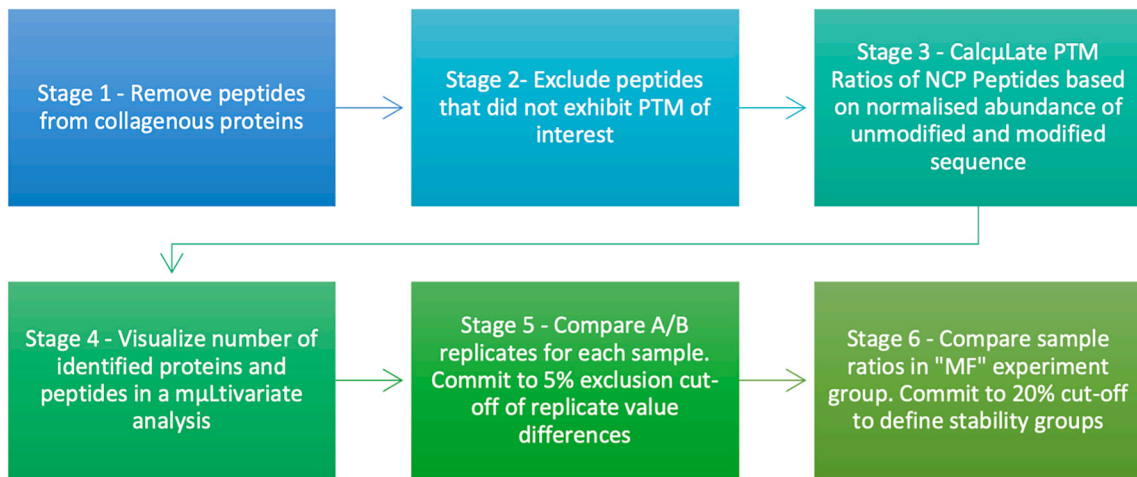 Stage 1 - Remove peptides
from collagenous proteins
Stage 2- Exclude peptides
that did not exhibit PTM of
interest
Stage 3 - CalcµLate PTM
Ratios of NCP Peptides based
on normalised abundance of
unmodified and modified
sequence
Stage 4 - Visualize number of
identified proteins and
peptides in a mµLtivariate
analysis
Stage 5 - Compare A/B
replicates for each sample.
Commit to 5% exclusion cut-
off of replicate value
differences
Stage 6 - Compare sample
ratios in "MF" experiment
group. Commit to 20% cut-off
to define stability groups